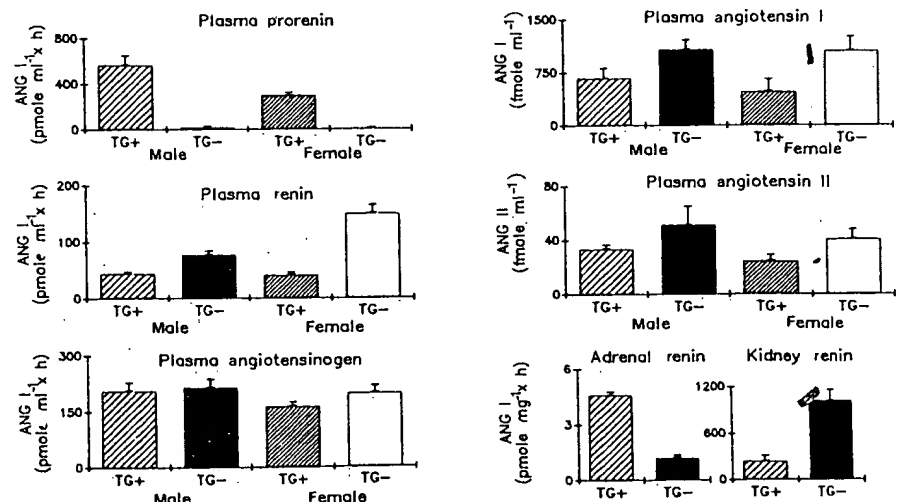 Plasma prorenin
ANG I
(pmole ml⁻¹x h)
800
400
0
TG+ TG− TG+ TG−
Male Female
Plasma renin
ANG I
(pmole ml⁻¹x h)
200
100
0
TG+ TG− TG+ TG−
Male Female
Plasma angiotensinogen
ANG I
(pmole ml⁻¹x h)
300
150
0
TG+ TG− TG+ TG−
Male Female
Plasma angiotensin I
ANG I
(fmole ml⁻¹)
1500
750
0
TG+ TG− TG+ TG−
Male Female
Plasma angiotensin II
ANG II
(fmole ml⁻¹)
80
40
0
TG+ TG− TG+ TG−
Male Female
Adrenal renin Kidney renin
ANG I
(pmole mg⁻¹x h)
6
3
0
TG+ TG−
1200
600
0
TG+ TG−